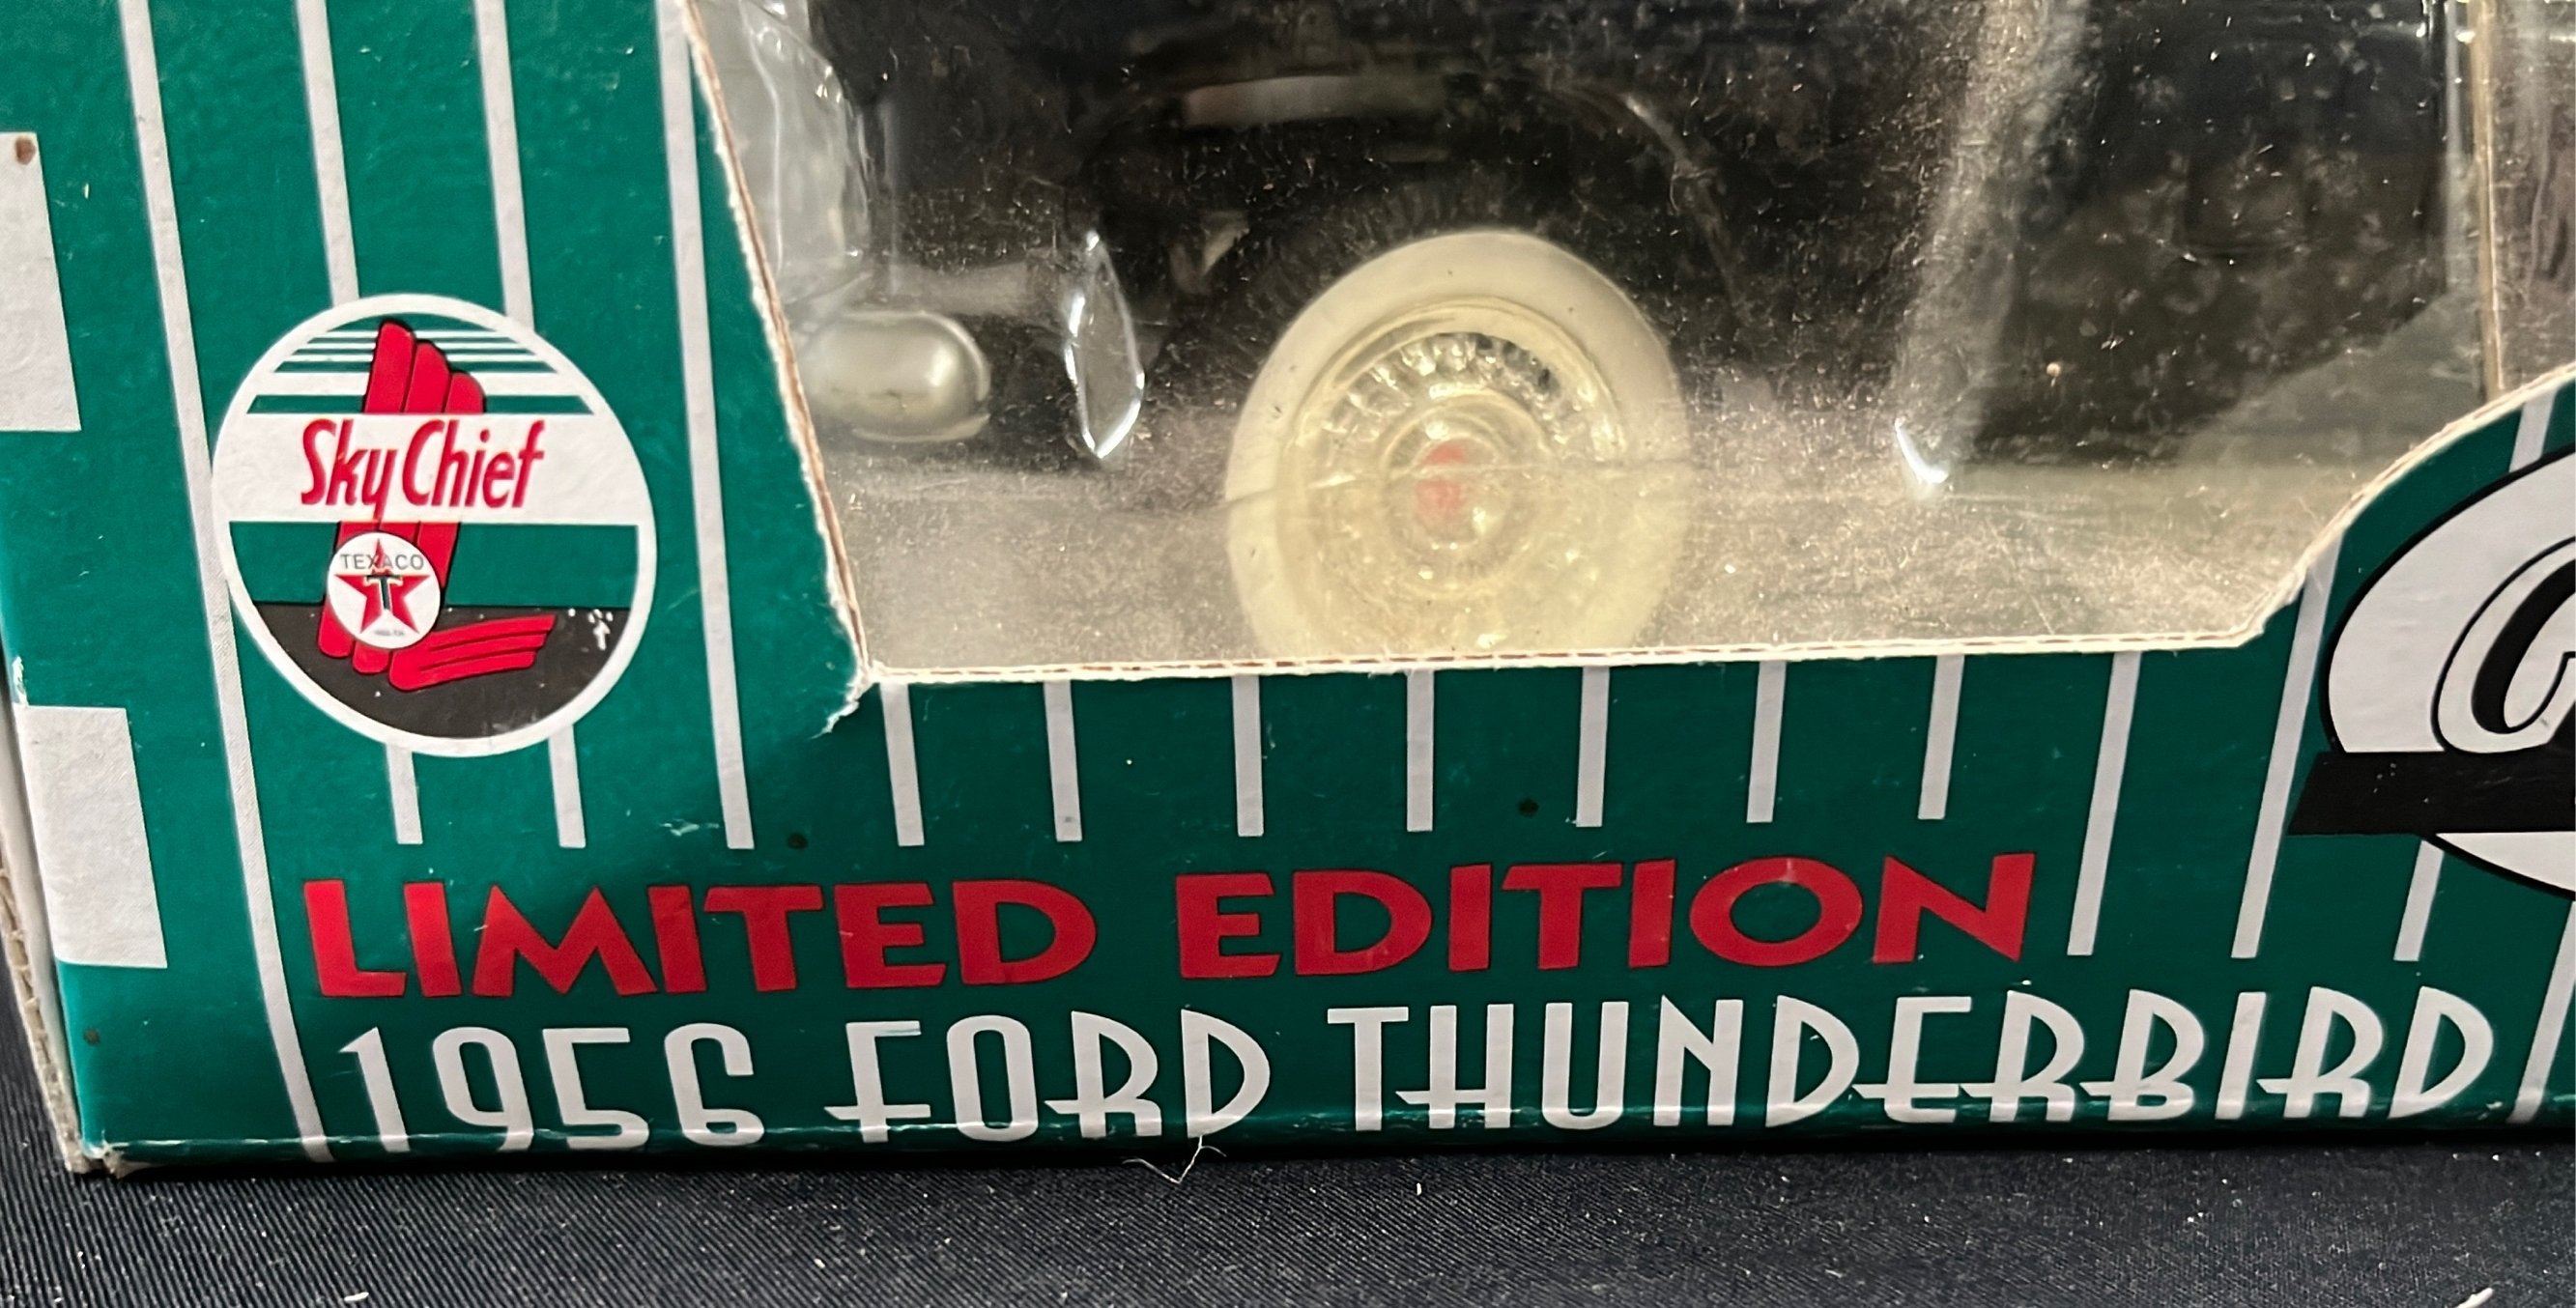 Sky Chief
TEXACO
T
LIMITED EDITION
1956 FORD THUNDERBIRD